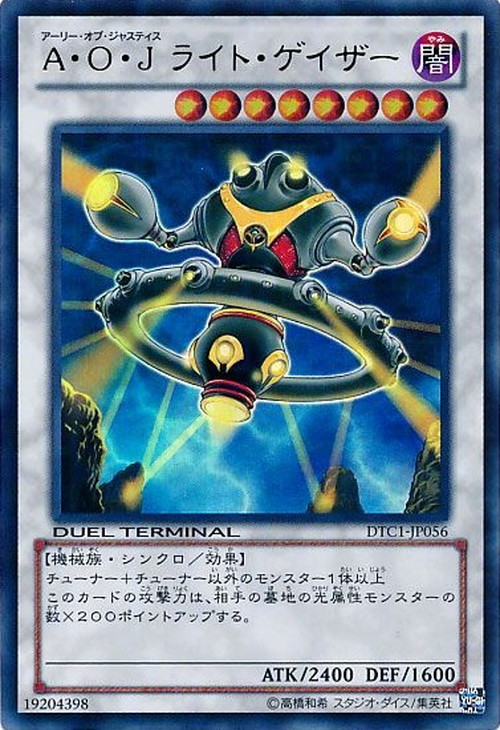 アーリー・オブ・ジャスティス
A・O・J ライト・ゲイザー
闇
やみ
DUEL TERMINAL
DTC1-JP056
【機械族・シンクロ/効果】
チューナー+チューナー以外のモンスター1体以上
このカードの攻撃力は、相手の墓地の光属性モンスターの
数×200ポイントアップする。
ATK/2400 DEF/1600
19204398
©高橋和希 スタジオ・ダイス/集英社